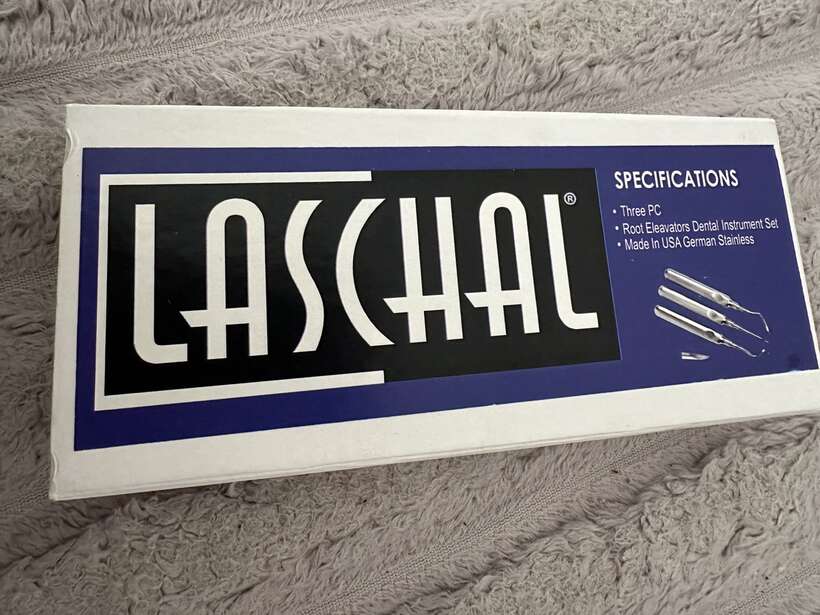 LASCHAL®
SPECIFICATIONS
• Three PC
• Root Eleavators Dental Instrument Set
• Made In USA German Stainless